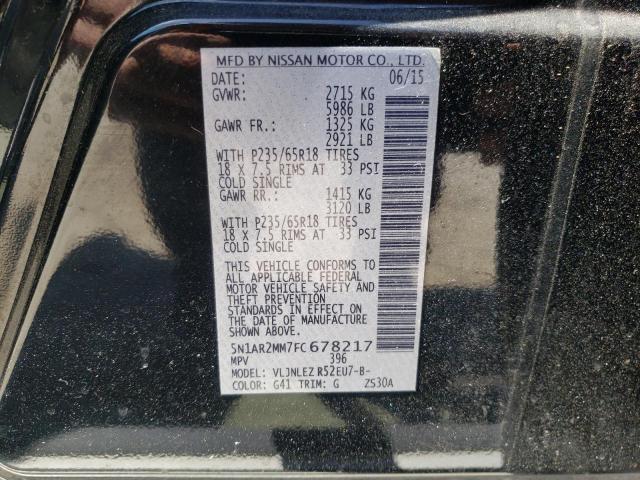 MFD BY NISSAN MOTOR CO., LTD.
DATE: 06/15
GVWR: 2715 KG
5986 LB
GAWR FR.: 1325 KG
2921 LB
WITH P235/65R18 TIRES
18 X 7.5 RIMS AT 33 PSI
COLD SINGLE
GAWR RR.: 1415 KG
3120 LB
WITH P235/65R18 TIRES
18 X 7.5 RIMS AT 33 PSI
COLD SINGLE
THIS VEHICLE CONFORMS TO
ALL APPLICABLE FEDERAL
MOTOR VEHICLE SAFETY AND
THEFT PREVENTION
STANDARDS IN EFFECT ON
THE DATE OF MANUFACTURE
SHOWN ABOVE.
5N1AR2MM7FC678217
MPV 396
MODEL: VLJNLEZ R52EU7-B-
COLOR: G41 TRIM: G ZS30A